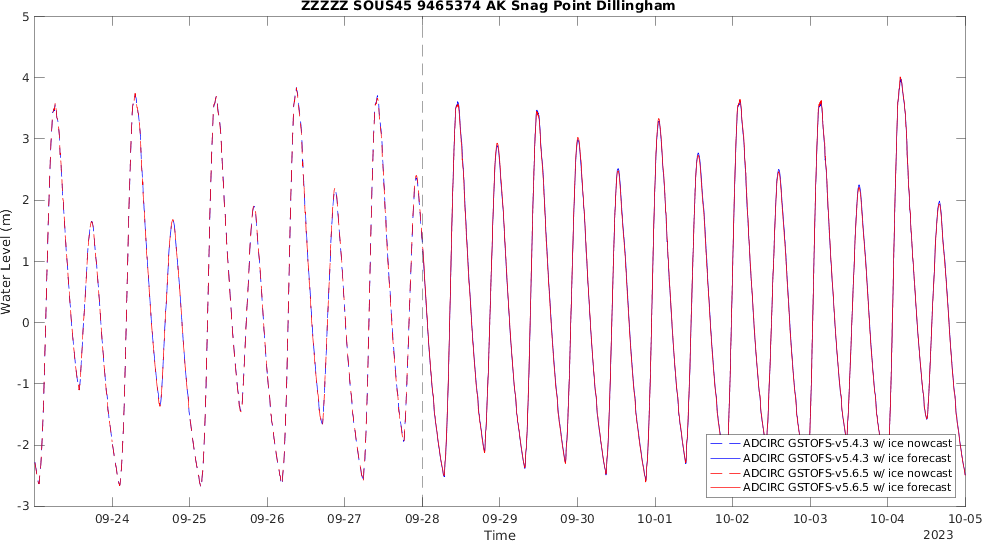 ZZZZZ SOUS45 9465374 AK Snag Point Dillingham
5
4
3
2
1
0
-1
-2
-3
Water Level (m)
09-24 09-25 09-26 09-27 09-28 09-29 09-30 10-01 10-02 10-03 10-04 10-05
2023
Time
ADCIRC GSTOFS-v5.4.3 w/ ice nowcast
ADCIRC GSTOFS-v5.4.3 w/ ice forecast
ADCIRC GSTOFS-v5.6.5 w/ ice nowcast
ADCIRC GSTOFS-v5.6.5 w/ ice forecast